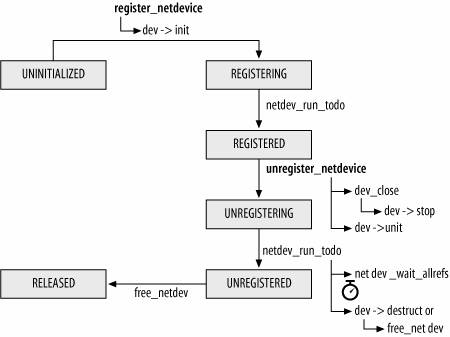 register_netdevice
dev -> init
UNINITIALIZED
REGISTERING
netdev_run_todo
REGISTERED
unregister_netdevice
dev_close
dev -> stop
UNREGISTERING
dev ->unit
netdev_run_todo
RELEASED
free_netdev
UNREGISTERED
net dev _wait_allrefs
dev -> destruct or
free_net dev